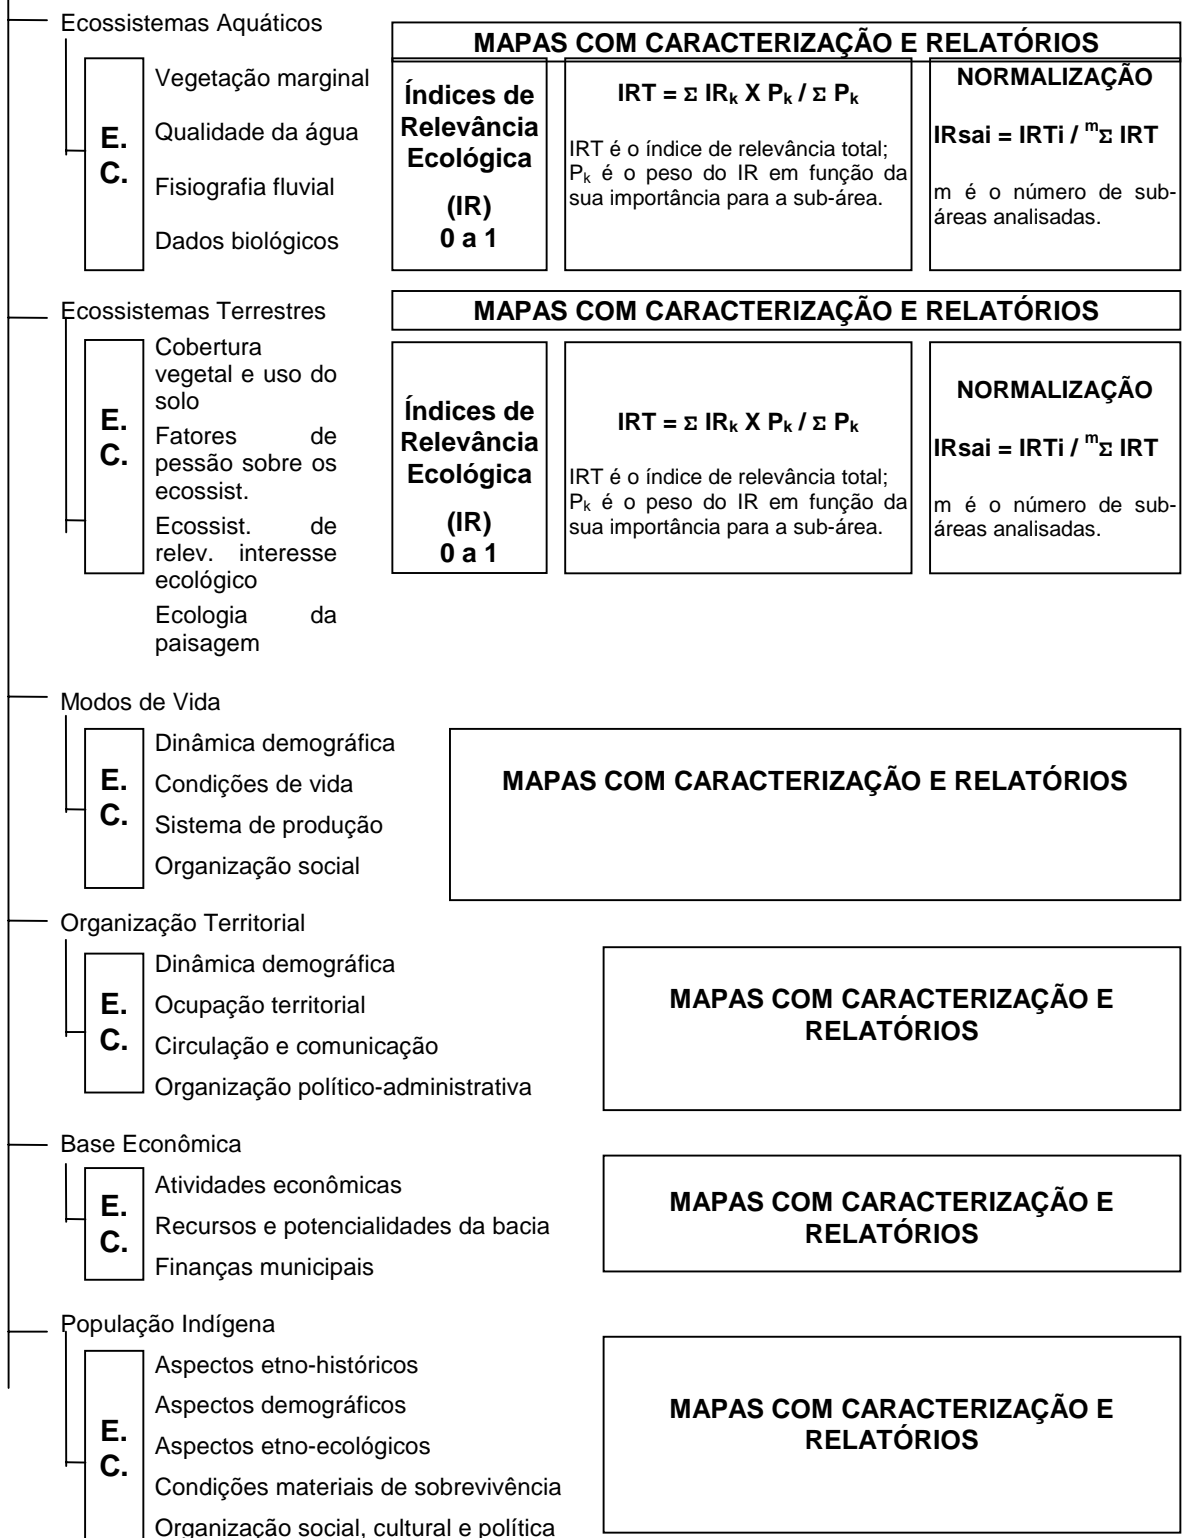 Ecossistemas Aquáticos
E.
C.
Vegetação marginal
Qualidade da água
Fisiografia fluvial
Dados biológicos
MAPAS COM CARACTERIZAÇÃO E RELATÓRIOS
Índices de
Relevância
Ecológica
(IR)
0 a 1
IRT = Σ IRk X Pk / Σ Pk
IRT é o índice de relevância total;
Pk é o peso do IR em função da
sua importância para a sub-área.
NORMALIZAÇÃO
IRsai = IRTi / mΣ IRT
m é o número de sub-
áreas analisadas.
Ecossistemas Terrestres
E.
C.
Cobertura
vegetal e uso do
solo
Fatores de
pessão sobre os
ecossist.
Ecossist. de
relev. interesse
ecológico
Ecologia da
paisagem
MAPAS COM CARACTERIZAÇÃO E RELATÓRIOS
Índices de
Relevância
Ecológica
(IR)
0 a 1
IRT = Σ IRk X Pk / Σ Pk
IRT é o índice de relevância total;
Pk é o peso do IR em função da
sua importância para a sub-área.
NORMALIZAÇÃO
IRsai = IRTi / mΣ IRT
m é o número de sub-
áreas analisadas.
Modos de Vida
E.
C.
Dinâmica demográfica
Condições de vida
Sistema de produção
Organização social
MAPAS COM CARACTERIZAÇÃO E RELATÓRIOS
Organização Territorial
E.
C.
Dinâmica demográfica
Ocupação territorial
Circulação e comunicação
Organização político-administrativa
MAPAS COM CARACTERIZAÇÃO E
RELATÓRIOS
Base Econômica
E.
C.
Atividades econômicas
Recursos e potencialidades da bacia
Finanças municipais
MAPAS COM CARACTERIZAÇÃO E
RELATÓRIOS
População Indígena
E.
C.
Aspectos etno-históricos
Aspectos demográficos
Aspectos etno-ecológicos
Condições materiais de sobrevivência
Organização social, cultural e política
MAPAS COM CARACTERIZAÇÃO E
RELATÓRIOS